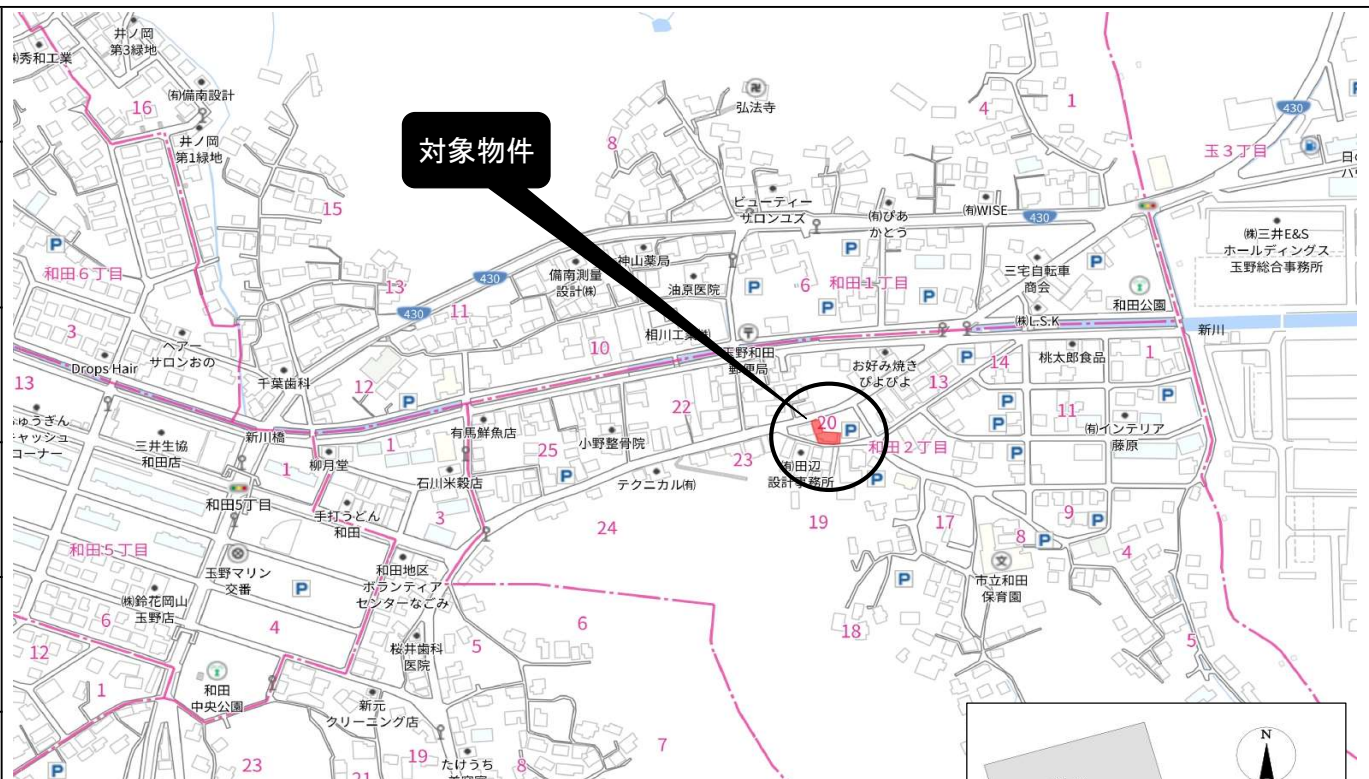 井ノ岡
第3緑地
㈱秀和工業
㈲備南設計
16
井ノ岡
第1緑地
15
対象物件
8
弘法寺
4
1
430
玉3丁目
ビューティー
サロンユズ
㈲ぴあ
かとう
㈲WISE
430
㈱三井E&S
ホールディングス
玉野総合事務所
P
和田6丁目
13
430
430
備南測量
設計㈱
神山薬局
油原医院
P
6
和田1丁目
P
P
三宅自転車
商会
P
和田公園
3
ヘアー
サロンおの
11
10
相川工業㈱
玉野和田
郵便局
㈱L.S.K
新川
13
Drops Hair
千葉歯科
12
P
22
お好み焼き
ぴよぴよ
P
14
13
桃太郎食品
1
キャッシュ
コーナー
三井生協
和田店
新川橋
1
1
柳月堂
有馬鮮魚店
25
小野整骨院
20
P
和田2丁目
P
11
P
㈲インテリア
藤原
石川米穀店
P
テクニカル㈲
23
㈲田辺
設計事務所
P
和田5丁目
手打うどん
和田
3
24
19
17
9
P
8
P
4
和田5丁目
玉野マリン
交番
P
和田地区
ボランティア
センターなごみ
P
市立和田
保育園
㈱鈴花岡山
玉野店
6
4
6
18
5
12
1
桜井歯科
医院
5
和田
中央公園
新元
クリーニング店
7
N
P
23
21
19
たけうち
美容室
8